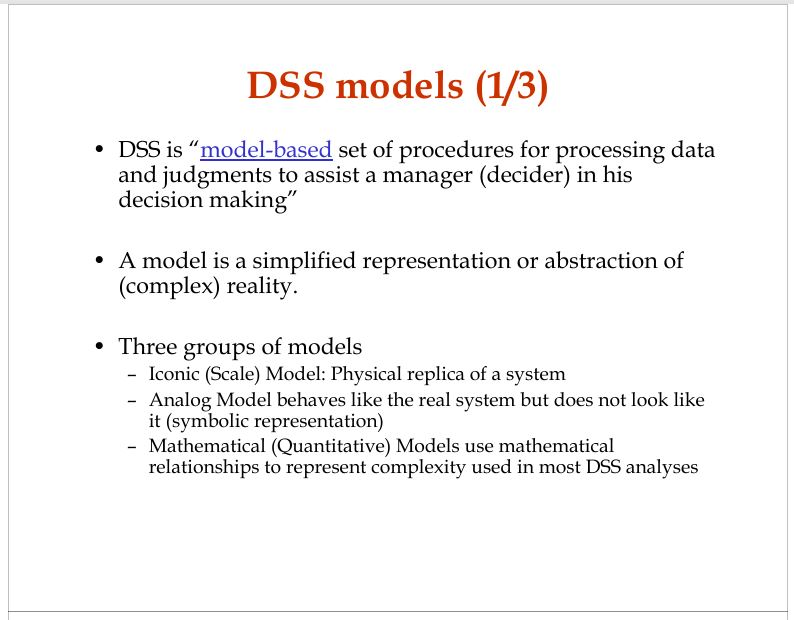 DSS models (1/3)
• DSS is “model-based set of procedures for processing data
and judgments to assist a manager (decider) in his
decision making”
• A model is a simplified representation or abstraction of
(complex) reality.
• Three groups of models
– Iconic (Scale) Model: Physical replica of a system
– Analog Model behaves like the real system but does not look like
it (symbolic representation)
– Mathematical (Quantitative) Models use mathematical
relationships to represent complexity used in most DSS analyses